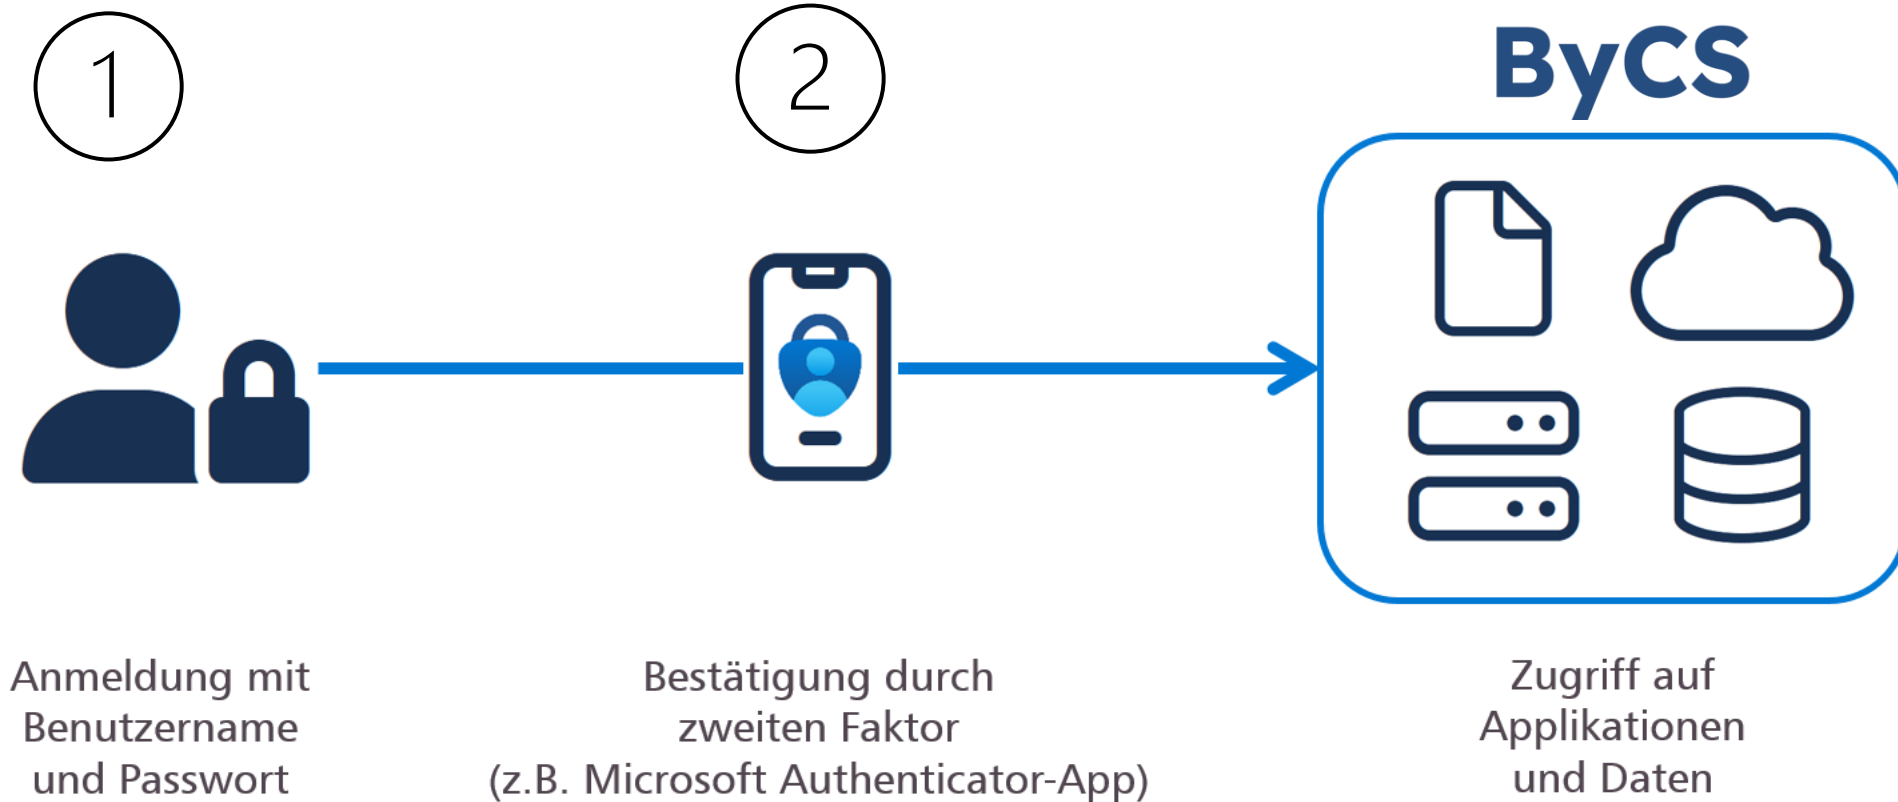 1
2
ByCS
Anmeldung mit
Benutzername
und Passwort
Bestätigung durch
zweiten Faktor
(z.B. Microsoft Authenticator-App)
Zugriff auf
Applikationen
und Daten